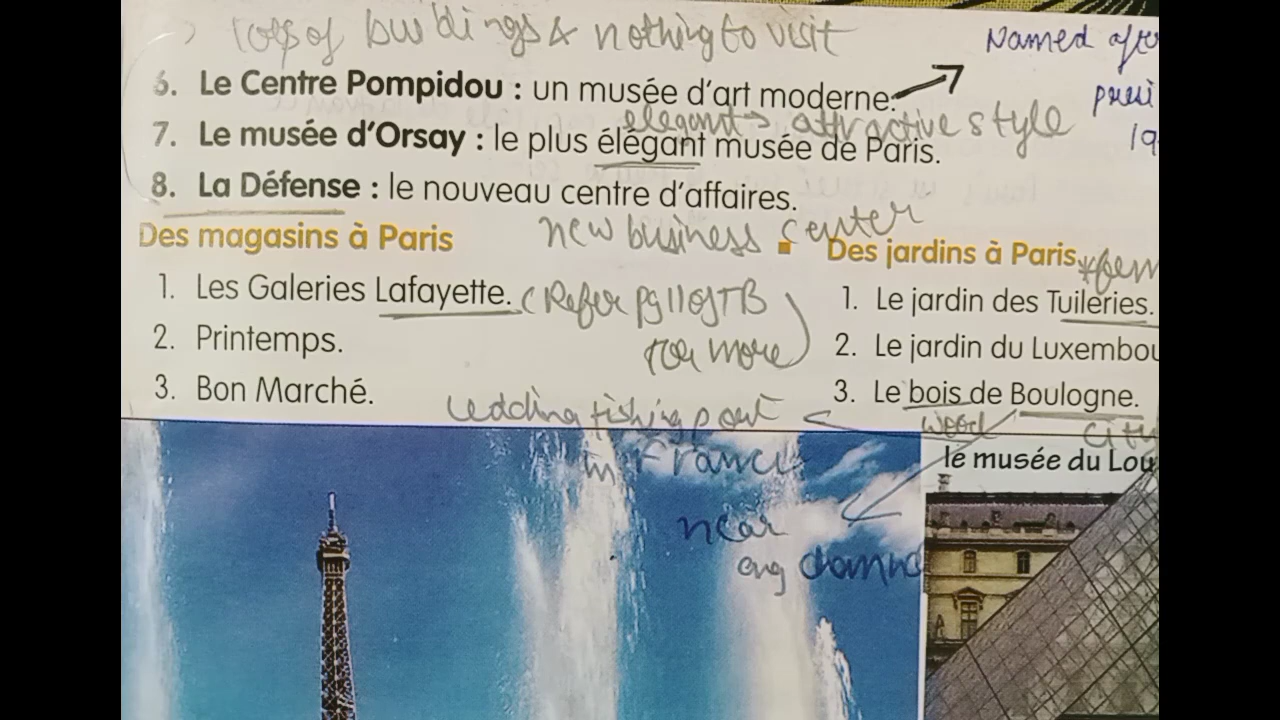 lots of buildings & nothing to visit
Named after
6. Le Centre Pompidou : un musée d'art moderne.
elegant → attractive style
7. Le musée d'Orsay : le plus élégant musée de Paris.
19
8. La Défense : le nouveau centre d'affaires.
new business center
Des magasins à Paris
1. Les Galeries Lafayette. (Refer pg 11 of TB
for more)
2. Printemps.
3. Bon Marché.
Des jardins à Paris
1. Le jardin des Tuileries.
2. Le jardin du Luxembou
3. Le bois de Boulogne.
wood
city
leading fishing port
in France
near
eng channel
le musée du Lou